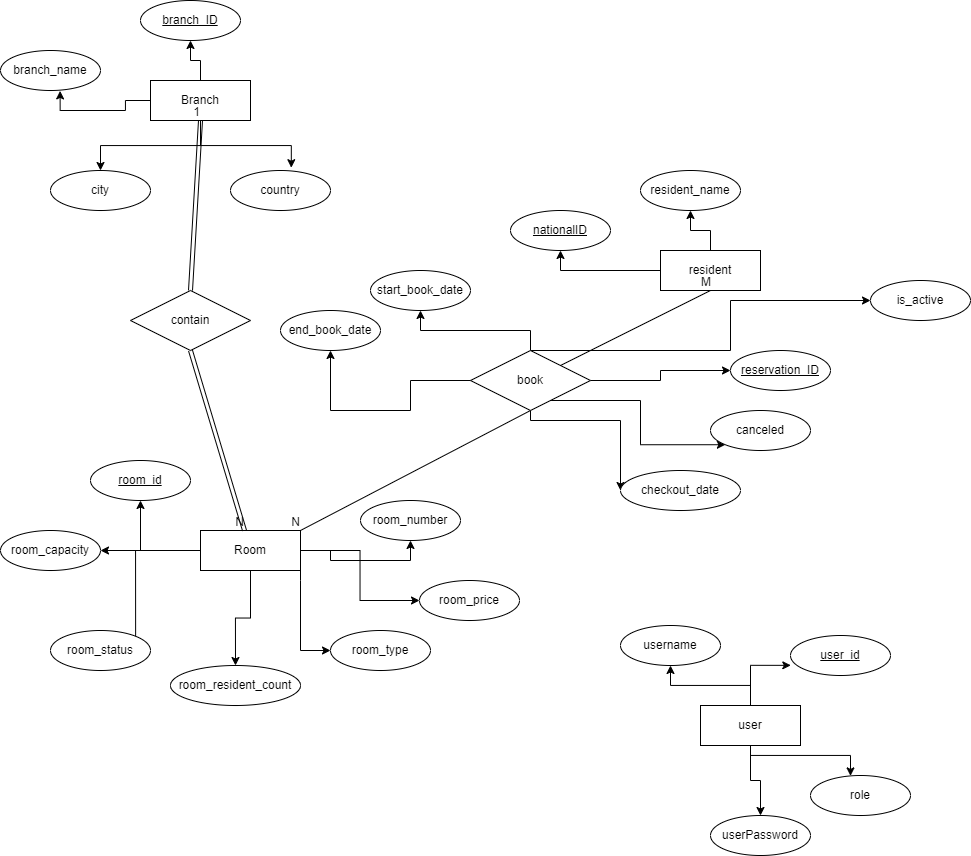 branch_ID
branch_name
Branch
1
city
country
resident_name
nationalID
resident
M
start_book_date
is_active
contain
end_book_date
book
reservation_ID
canceled
room_id
checkout_date
N
N
room_number
room_capacity
Room
room_price
room_status
room_type
room_resident_count
username
user_id
user
role
userPassword